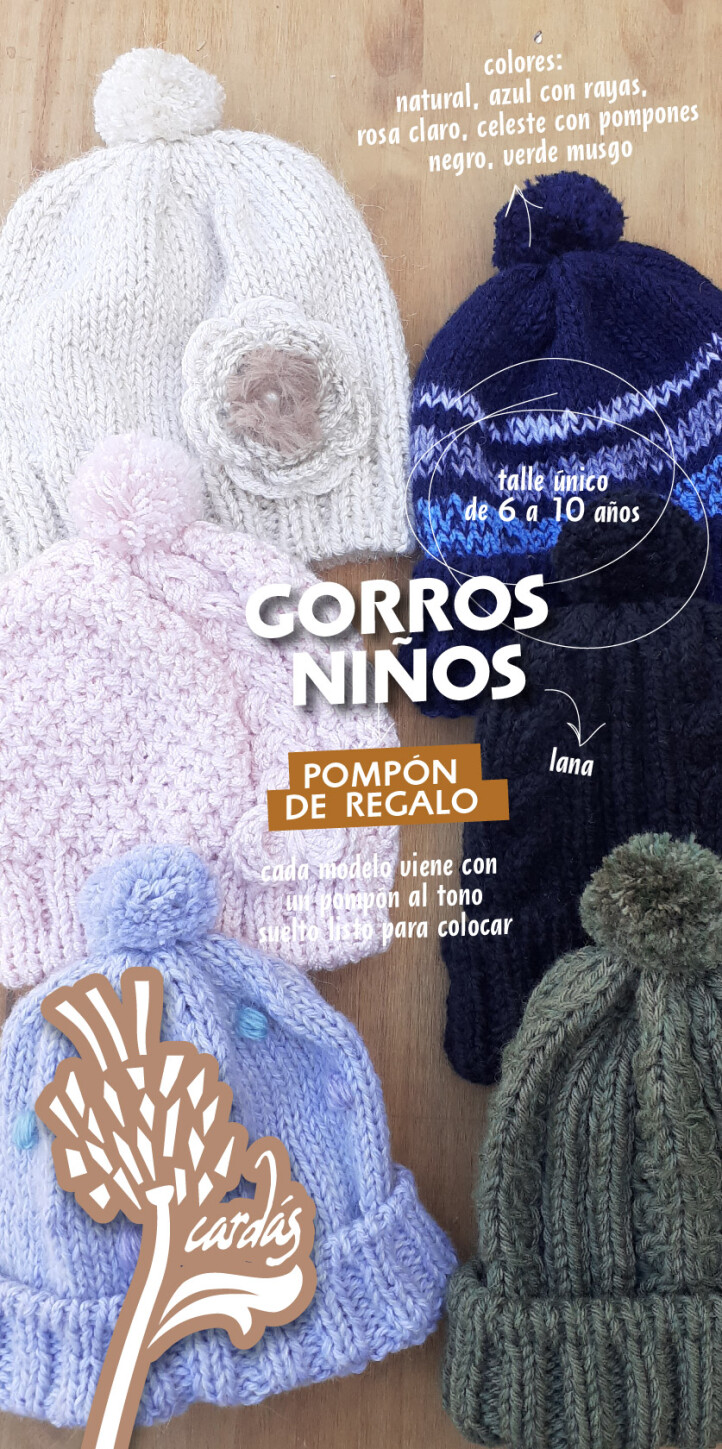 colores:
natural, azul con rayas,
rosa claro, celeste con pompones
negro, verde musgo
talle único
de 6 a 10 años
GORROS
NIÑOS
lana
POMPÓN
DE REGALO
cada modelo viene con
un pompón al tono
suelto listo para colocar
cardás